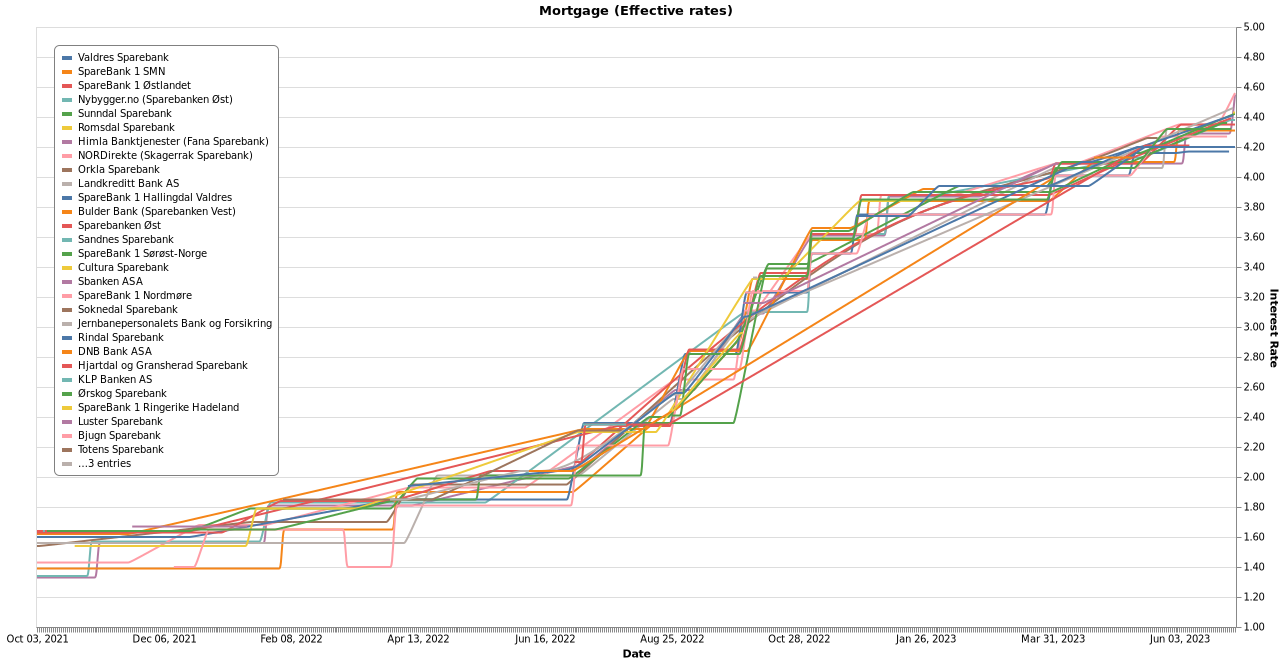 Mortgage (Effective rates)
Valdres Sparebank
SpareBank 1 SMN
SpareBank 1 Østlandet
Nybygger.no (Sparebanken Øst)
Sunndal Sparebank
Romsdal Sparebank
Himla Banktjenester (Fana Sparebank)
NORDirekte (Skagerrak Sparebank)
Orkla Sparebank
Landkreditt Bank AS
SpareBank 1 Hallingdal Valdres
Bulder Bank (Sparebanken Vest)
Sparebanken Øst
Sandnes Sparebank
SpareBank 1 Sørøst-Norge
Cultura Sparebank
Sbanken ASA
SpareBank 1 Nordmøre
Soknedal Sparebank
Jernbanepersonalets Bank og Forsikring
Rindal Sparebank
DNB Bank ASA
Hjartdal og Gransherad Sparebank
KLP Banken AS
Ørskog Sparebank
SpareBank 1 Ringerike Hadeland
Luster Sparebank
Bjugn Sparebank
Totens Sparebank
...3 entries
5.00
4.80
4.60
4.40
4.20
4.00
3.80
3.60
3.40
3.20
3.00
2.80
2.60
2.40
2.20
2.00
1.80
1.60
1.40
1.20
1.00
Interest Rate
Oct 03, 2021 Dec 06, 2021 Feb 08, 2022 Apr 13, 2022 Jun 16, 2022 Aug 25, 2022 Oct 28, 2022 Jan 26, 2023 Mar 31, 2023 Jun 03, 2023
Date